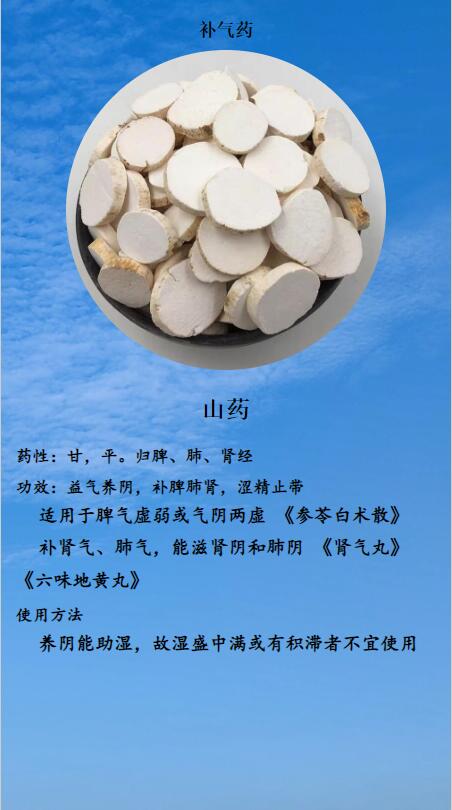 补气药
山药
药性：甘，平。归脾、肺、肾经
功效：益气养阴，补脾肺肾，涩精止带
适用于脾气虚弱或气阴两虚 《参苓白术散》
补肾气、肺气，能滋肾阴和肺阴 《肾气丸》
《六味地黄丸》
使用方法
养阴能助湿，故湿盛中满或有积滞者不宜使用